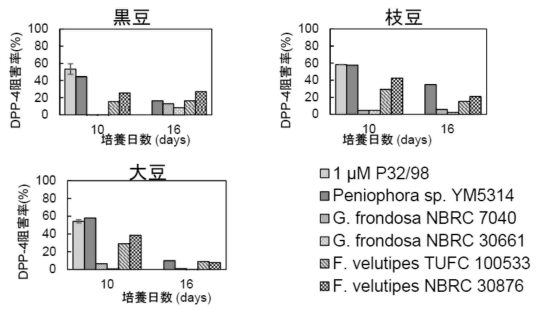 黒豆
DPP-4阻害率(%)
100
80
60
40
20
0
10
16
培養日数 (days)
枝豆
DPP-4阻害率(%)
100
80
60
40
20
0
10
16
培養日数 (days)
大豆
DPP-4阻害率(%)
100
80
60
40
20
0
10
16
培養日数 (days)
1 μM P32/98
Peniophora sp. YM5314
G. frondosa NBRC 7040
G. frondosa NBRC 30661
F. velutipes TUFC 100533
F. velutipes NBRC 30876